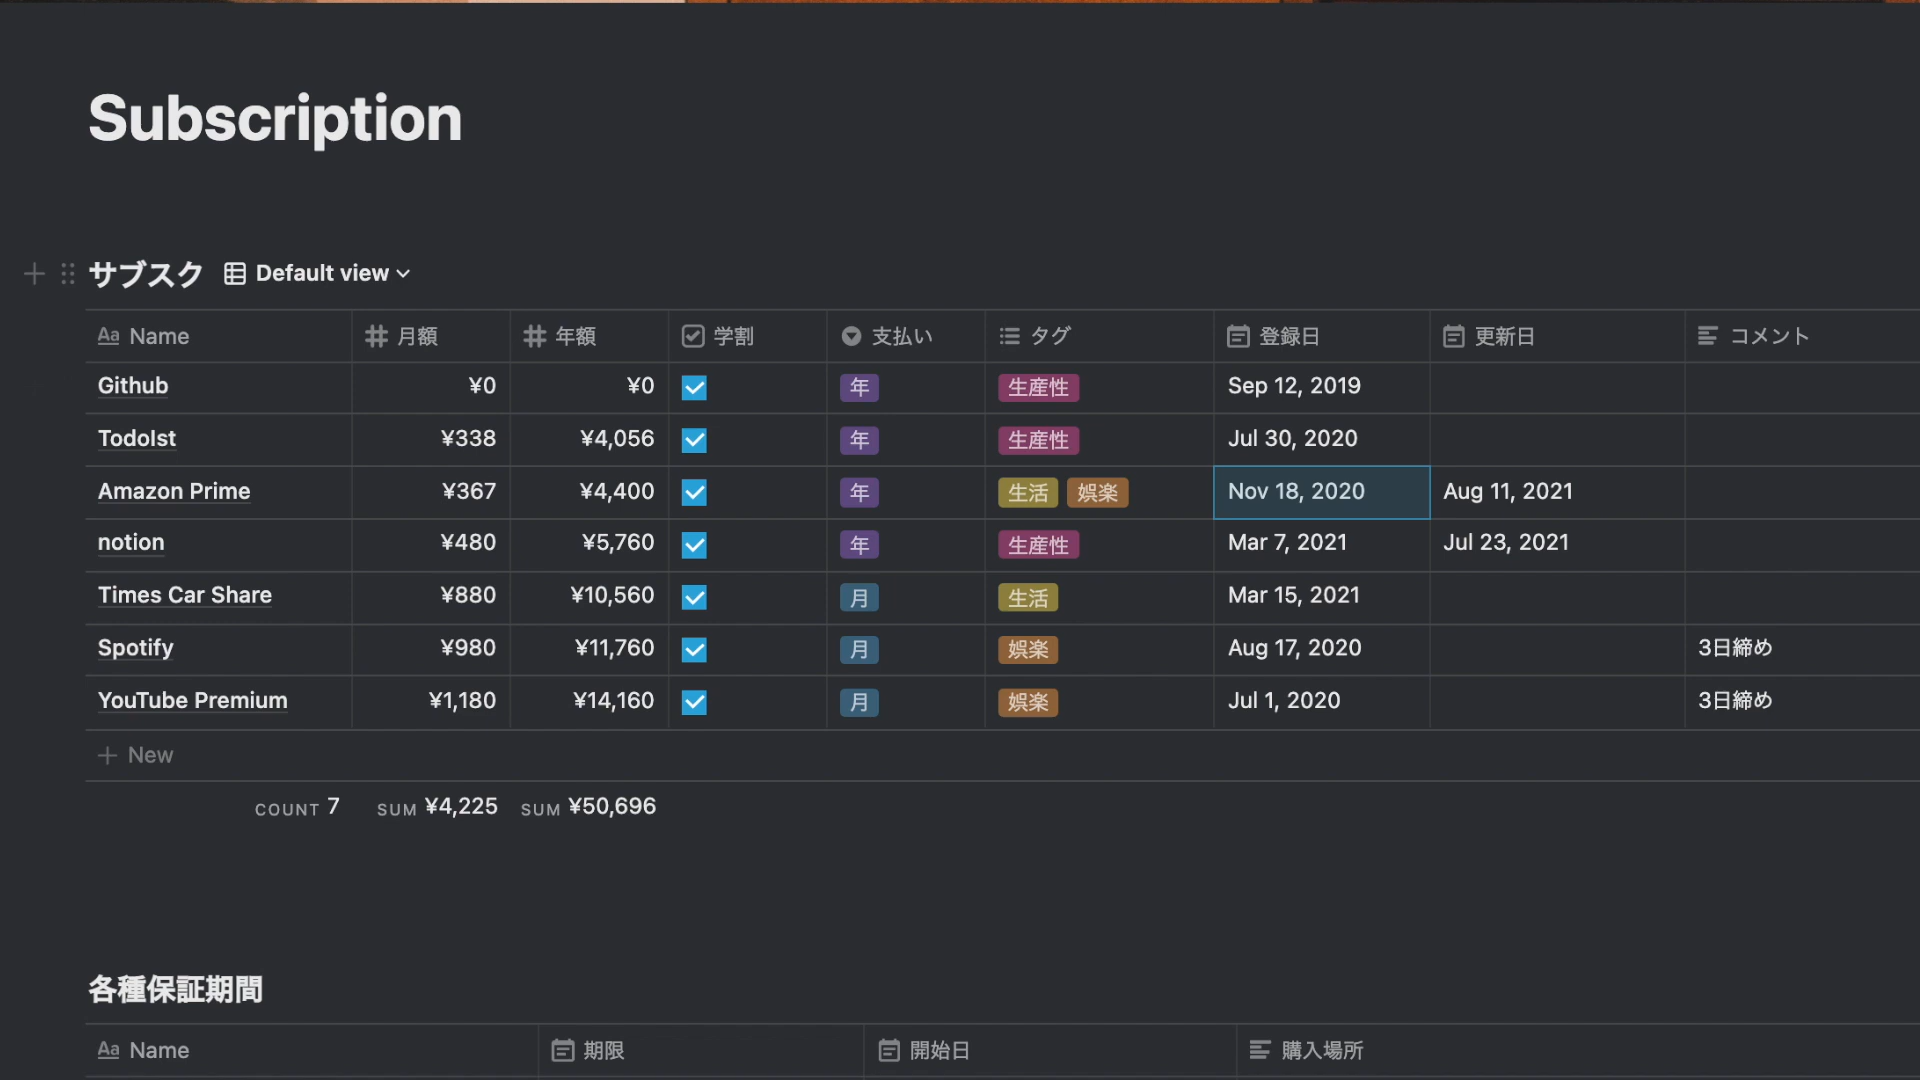 Subscription
サブスク Default view
Aa Name 月額 年額 学割 支払い タグ 登録日 更新日 コメント
Github ¥0 ¥0 年 生産性 Sep 12, 2019
TodoIst ¥338 ¥4,056 年 生産性 Jul 30, 2020
Amazon Prime ¥367 ¥4,400 年 生活 娯楽 Nov 18, 2020 Aug 11, 2021
notion ¥480 ¥5,760 年 生産性 Mar 7, 2021 Jul 23, 2021
Times Car Share ¥880 ¥10,560 月 生活 Mar 15, 2021
Spotify ¥980 ¥11,760 月 娯楽 Aug 17, 2020 3日締め
YouTube Premium ¥1,180 ¥14,160 月 娯楽 Jul 1, 2020 3日締め
+ New
COUNT 7 SUM ¥4,225 SUM ¥50,696
各種保証期間
Aa Name 期限 開始日 購入場所